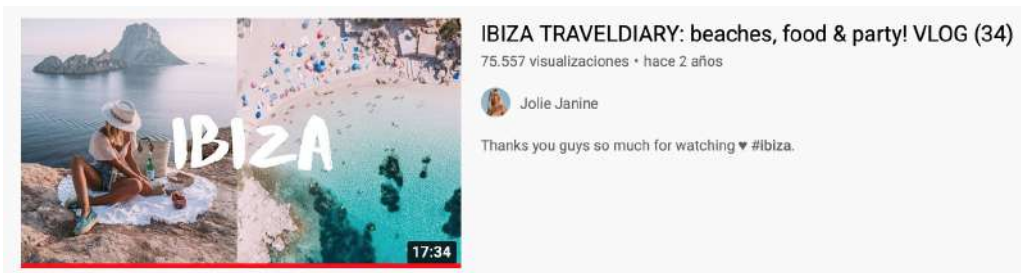 IBIZA
17:34
IBIZA TRAVELDIARY: beaches, food & party! VLOG (34)
75.557 visualizaciones • hace 2 años
Jolie Janine
Thanks you guys so much for watching ♥ #ibiza.